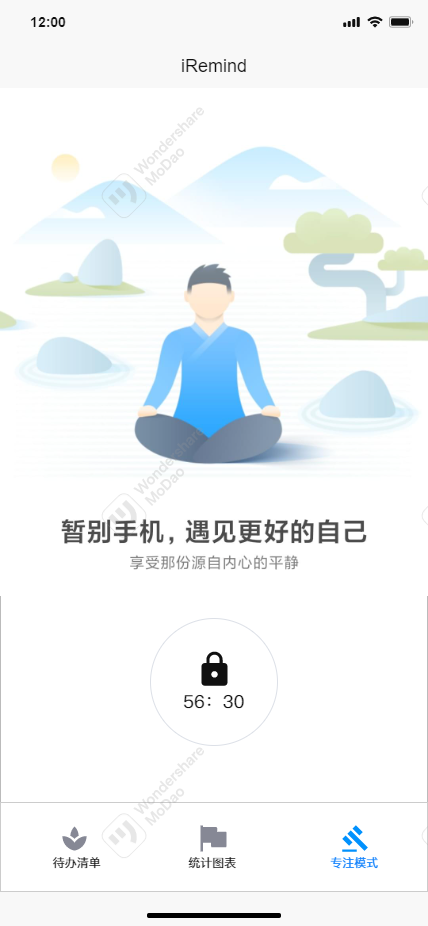 12:00
iRemind
Wondershare
MoDao
暂别手机，遇见更好的自己
享受那份源自内心的平静
Wondershare
MoDao
56：30
Wondershare
MoDao
待办清单
统计图表
专注模式